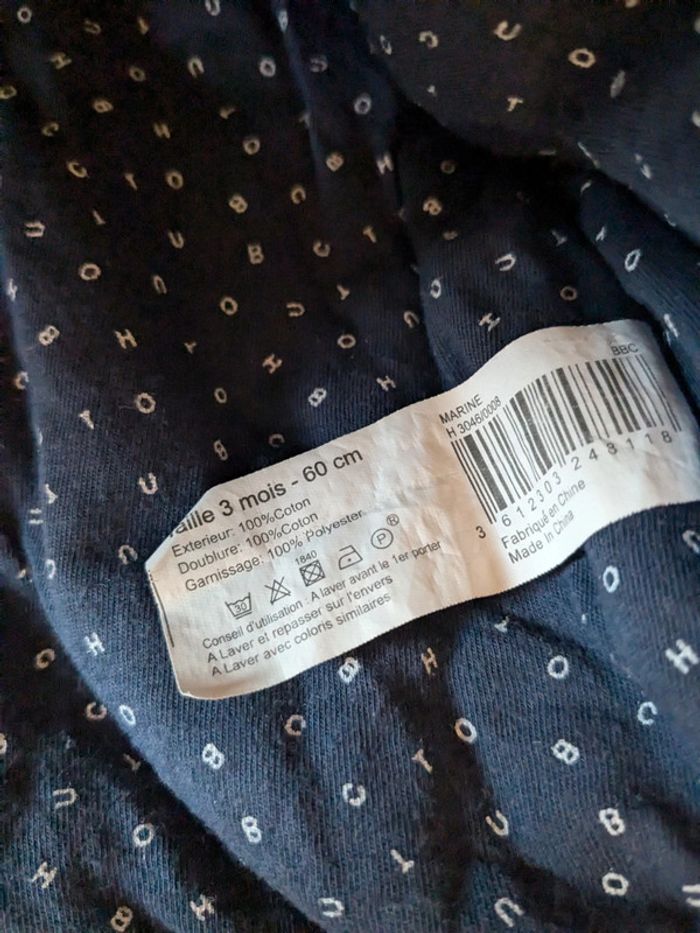 Taille 3 mois - 60 cm
Exterieur: 100%Coton
Doublure: 100%Coton
Garnissage: 100% Polyester
30
1840
P®
Conseil d'utilisation : A laver avant le 1er porter
A Laver et repasser sur l'envers
A Laver avec coloris similaires
MARINE
H 3046/0008
BBC
3 612303 243118
Fabriqué en Chine
Made In China